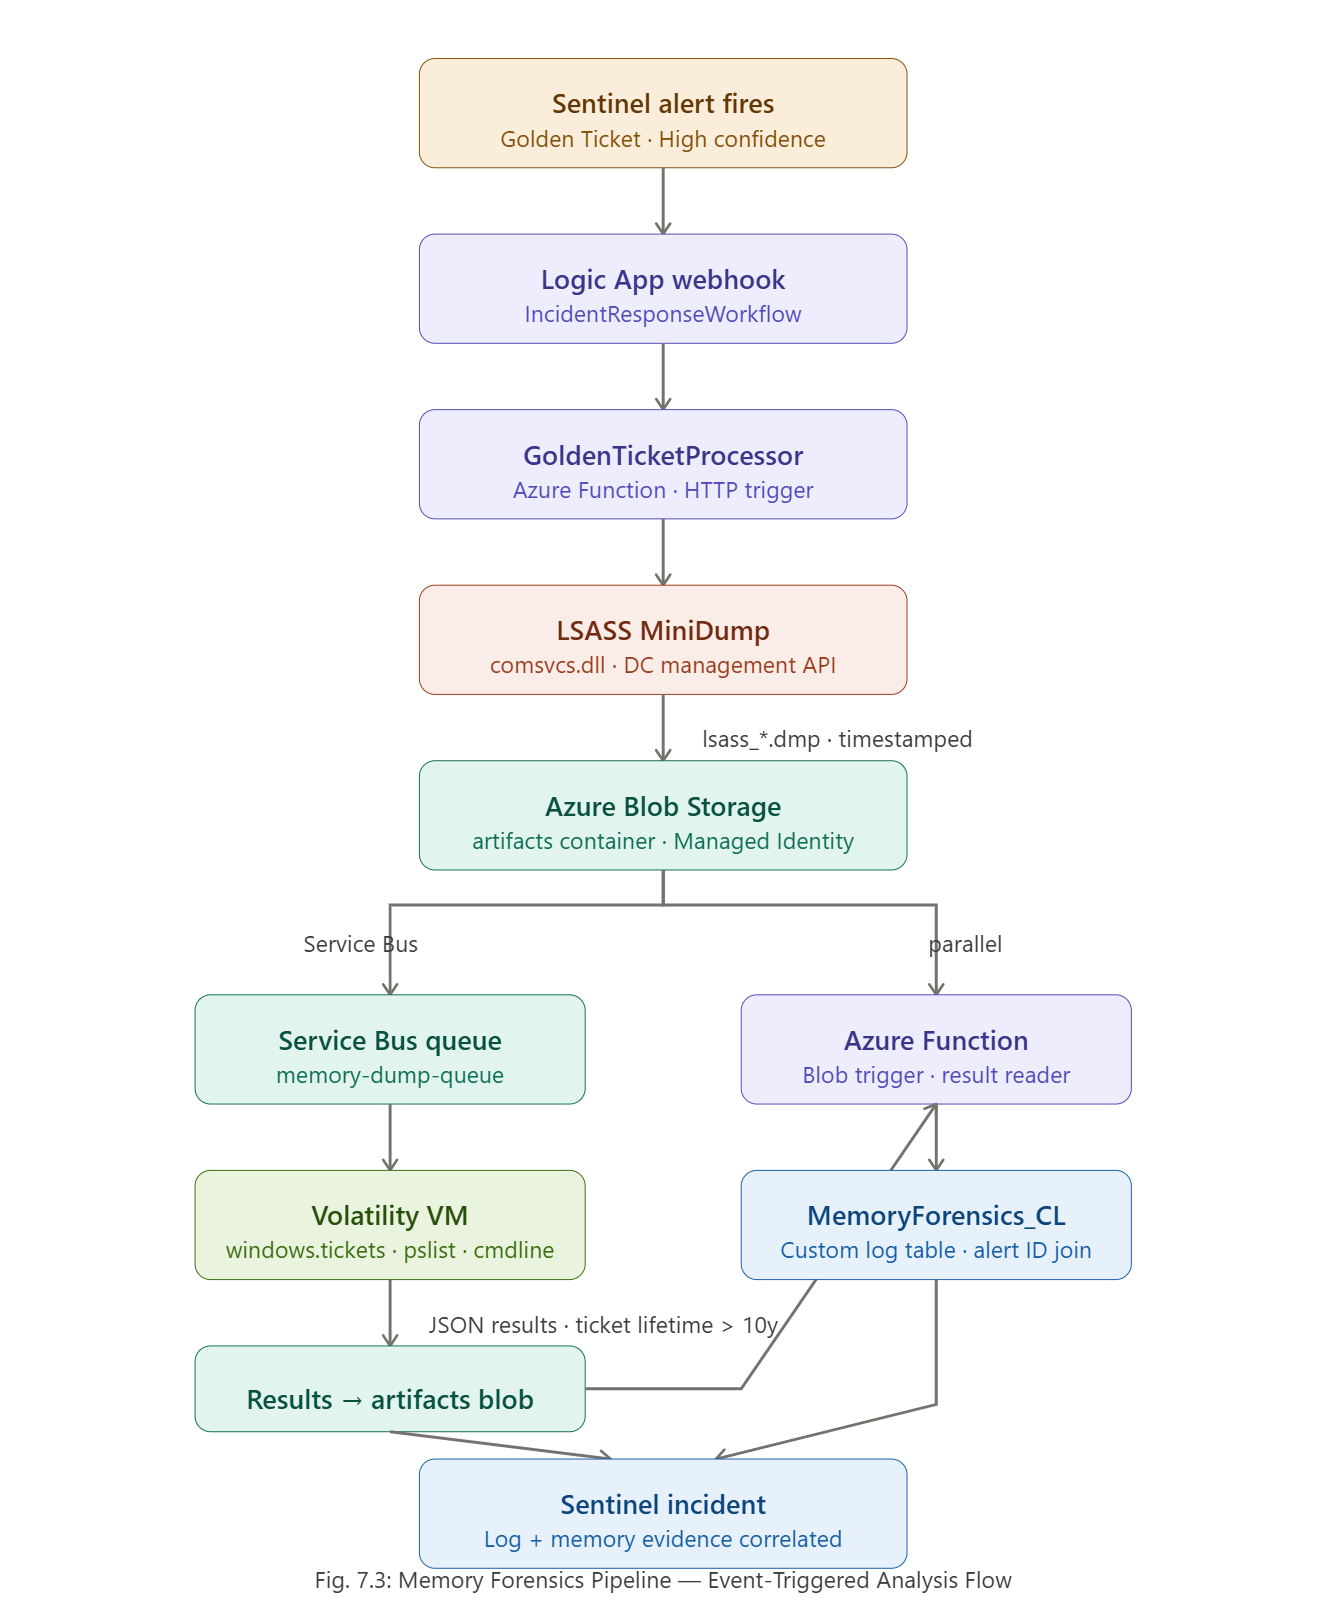 Sentinel alert fires
Golden Ticket · High confidence
Logic App webhook
IncidentResponseWorkflow
GoldenTicketProcessor
Azure Function · HTTP trigger
LSASS MiniDump
comsvcs.dll · DC management API
lsass_*.dmp · timestamped
Azure Blob Storage
artifacts container · Managed Identity
Service Bus
parallel
Service Bus queue
memory-dump-queue
Azure Function
Blob trigger · result reader
Volatility VM
windows.tickets · pslist · cmdline
MemoryForensics_CL
Custom log table · alert ID join
JSON results · ticket lifetime > 10y
Results → artifacts blob
Sentinel incident
Log + memory evidence correlated
Fig. 7.3: Memory Forensics Pipeline — Event-Triggered Analysis Flow